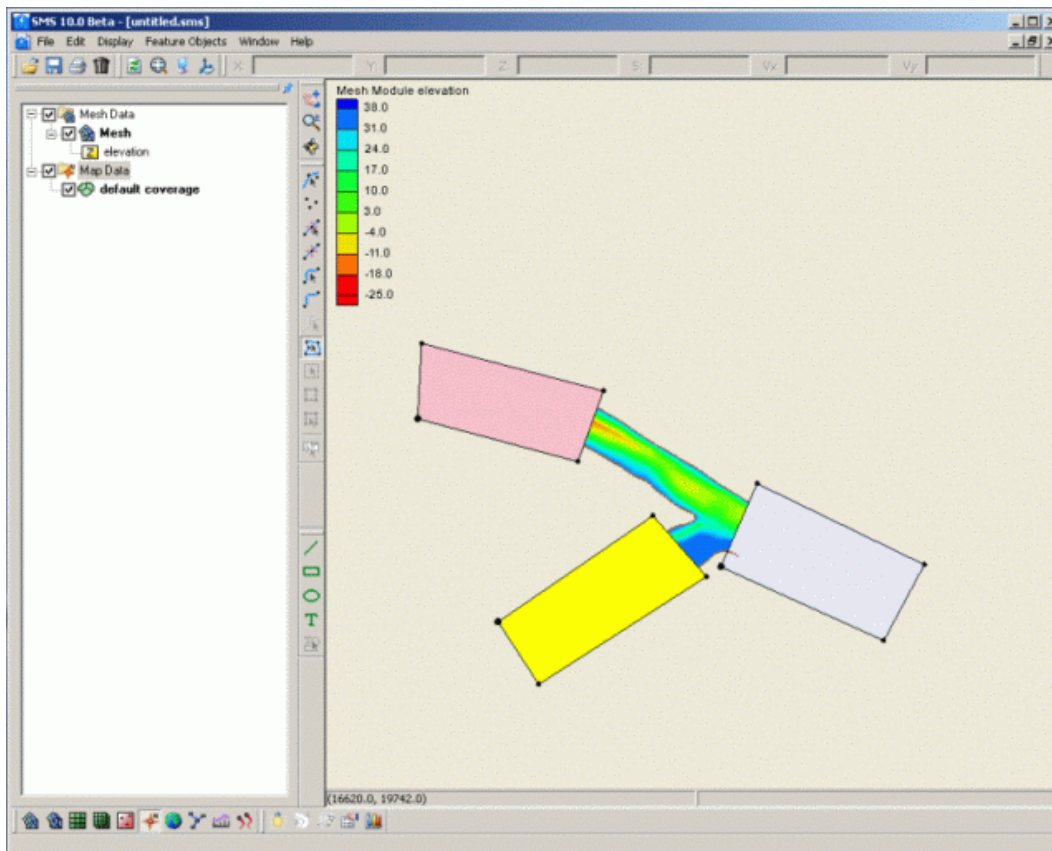 SMS 10.0 Beta - [untitled.sms]
File Edit Display Feature Objects Window Help
X: Y: Z: S: Vx: Vy:
Mesh Data
Mesh
Z elevation
Map Data
default coverage
Mesh Module elevation
38.0
31.0
24.0
17.0
10.0
3.0
-4.0
-11.0
-18.0
-25.0
T
(16620.0, 19742.0)